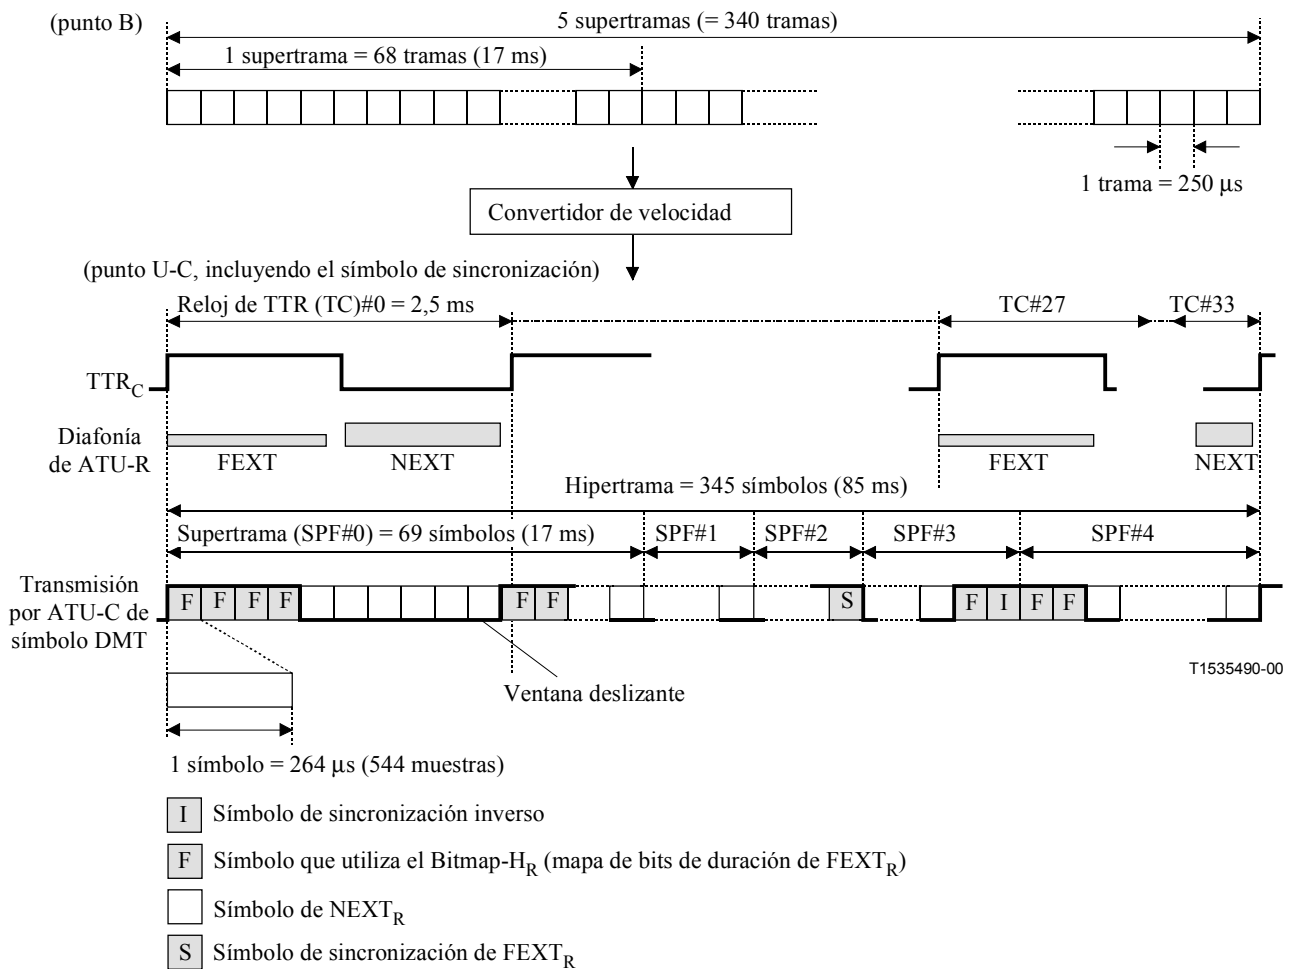 (punto B)
5 supertramas (= 340 tramas)
1 supertrama = 68 tramas (17 ms)
1 trama = 250 μs
Convertidor de velocidad
(punto U-C, incluyendo el símbolo de sincronización)
Reloj de TTR (TC)#0 = 2,5 ms
TC#27
TC#33
TTRC
Diafonía
de ATU-R
FEXT
NEXT
FEXT
NEXT
Hipertrama = 345 símbolos (85 ms)
Supertrama (SPF#0) = 69 símbolos (17 ms)
SPF#1
SPF#2
SPF#3
SPF#4
Transmisión
por ATU-C de
símbolo DMT
F F F F F F S F I F F
T1535490-00
Ventana deslizante
1 símbolo = 264 μs (544 muestras)
I Símbolo de sincronización inverso
F Símbolo que utiliza el Bitmap-HR (mapa de bits de duración de FEXTR)
Símbolo de NEXTR
S Símbolo de sincronización de FEXTR